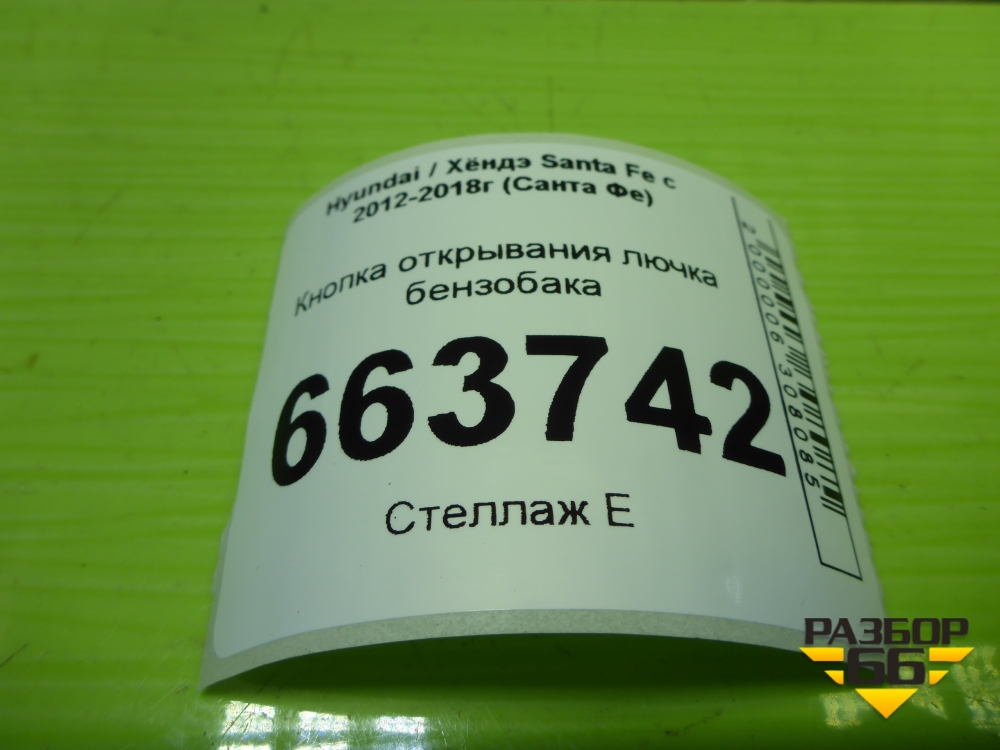 Hyundai / Хёндэ Santa Fe с
2012-2018г (Санта Фе)
Кнопка открывания лючка
бензобака
663742
Стеллаж Е
2000006308085
РАЗБОР
66